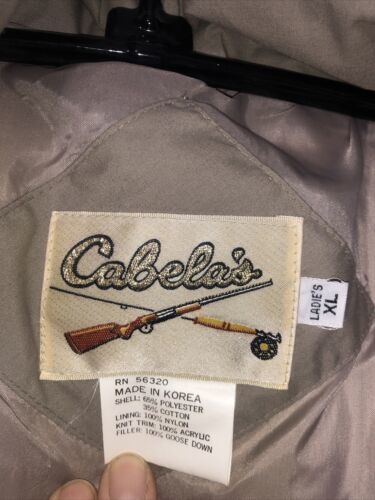 Cabela's
LADIE'S
XL
RN 56320
MADE IN KOREA
SHELL: 65% POLYESTER
35% COTTON
LINING: 100% NYLON
KNIT TRIM: 100% ACRYLIC
FILLER: 100% GOOSE DOWN